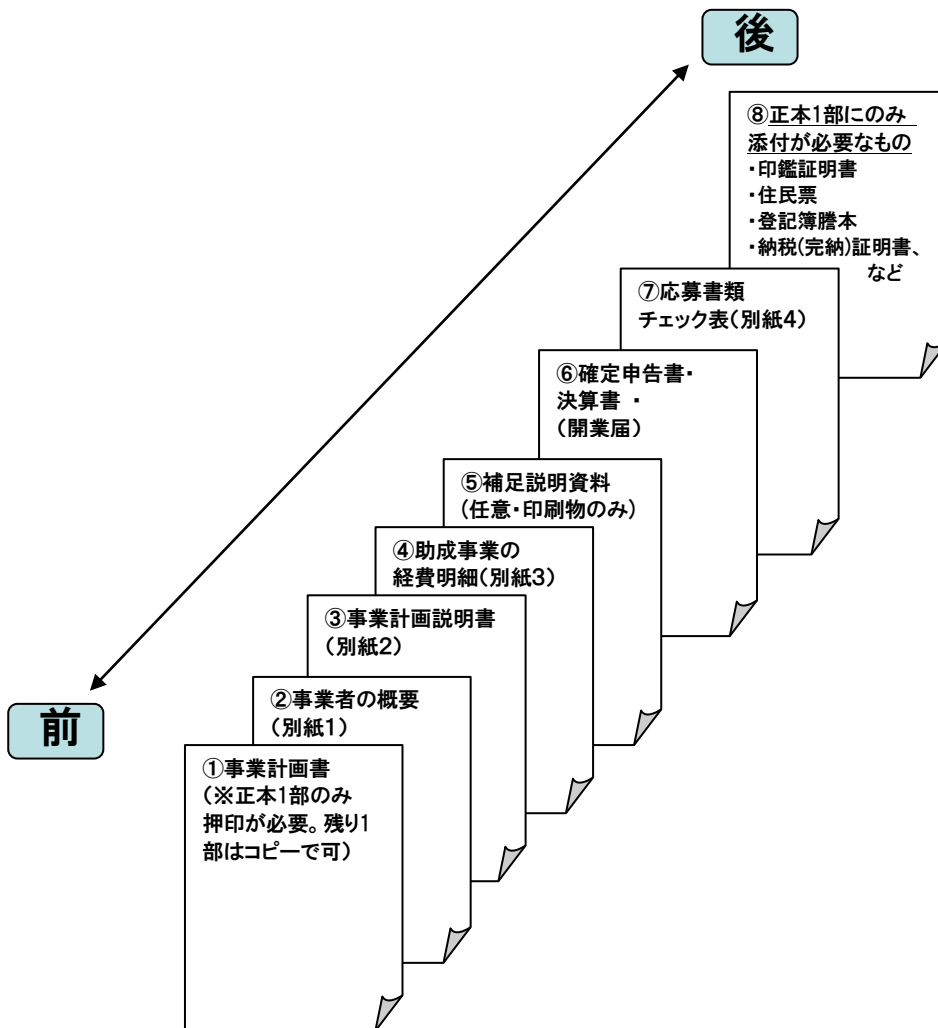 後
⑧正本1部にのみ
添付が必要なもの
・印鑑証明書
・住民票
・登記簿謄本
・納税(完納)証明書、
など
⑦応募書類
チェック表(別紙4)
⑥確定申告書・
決算書 ・
(開業届)
⑤補足説明資料
(任意・印刷物のみ)
④助成事業の
経費明細(別紙3)
③事業計画説明書
(別紙2)
②事業者の概要
(別紙1)
前
①事業計画書
(※正本1部のみ
押印が必要。残り1
部はコピーで可)